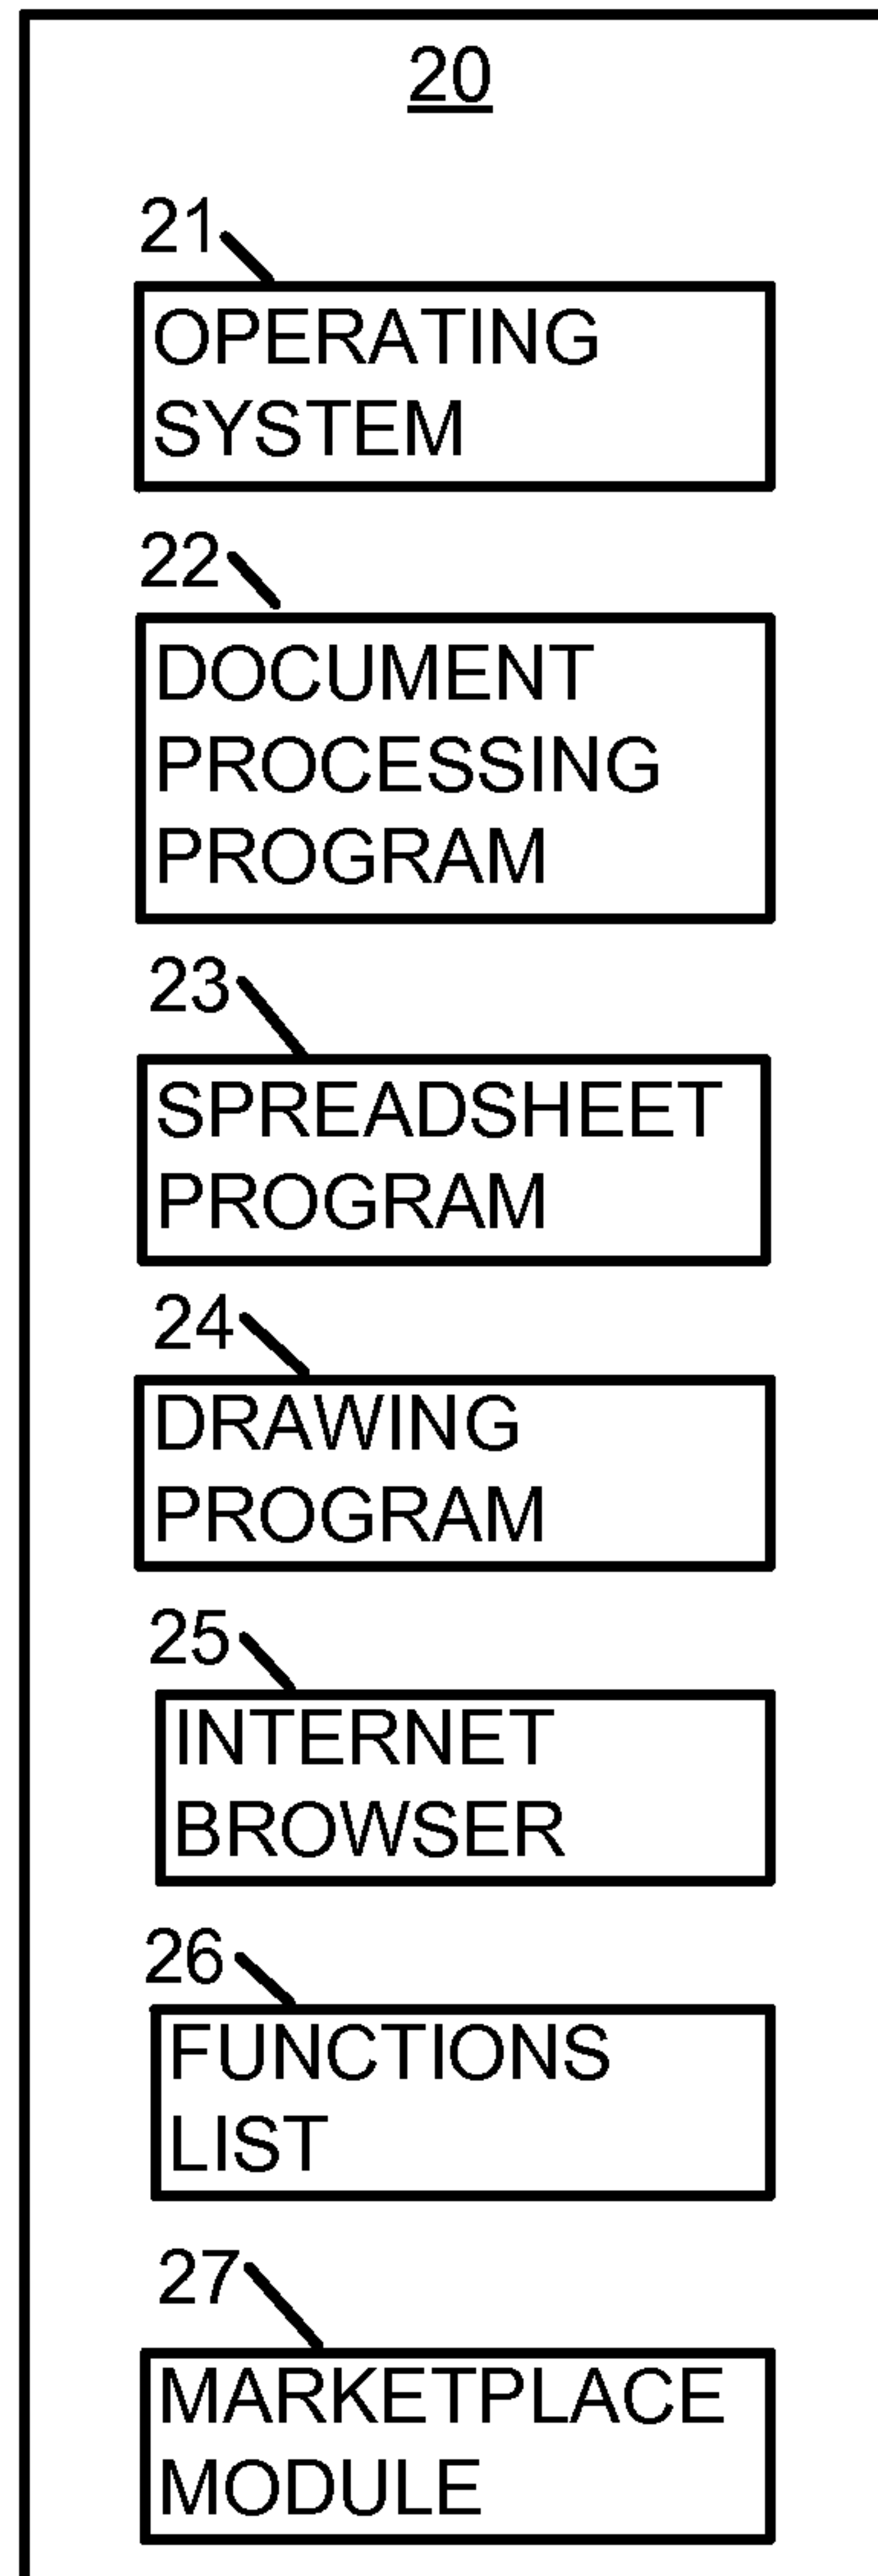 20
21
OPERATING
SYSTEM
22
DOCUMENT
PROCESSING
PROGRAM
23
SPREADSHEET
PROGRAM
24
DRAWING
PROGRAM
25
INTERNET
BROWSER
26
FUNCTIONS
LIST
27
MARKETPLACE
MODULE